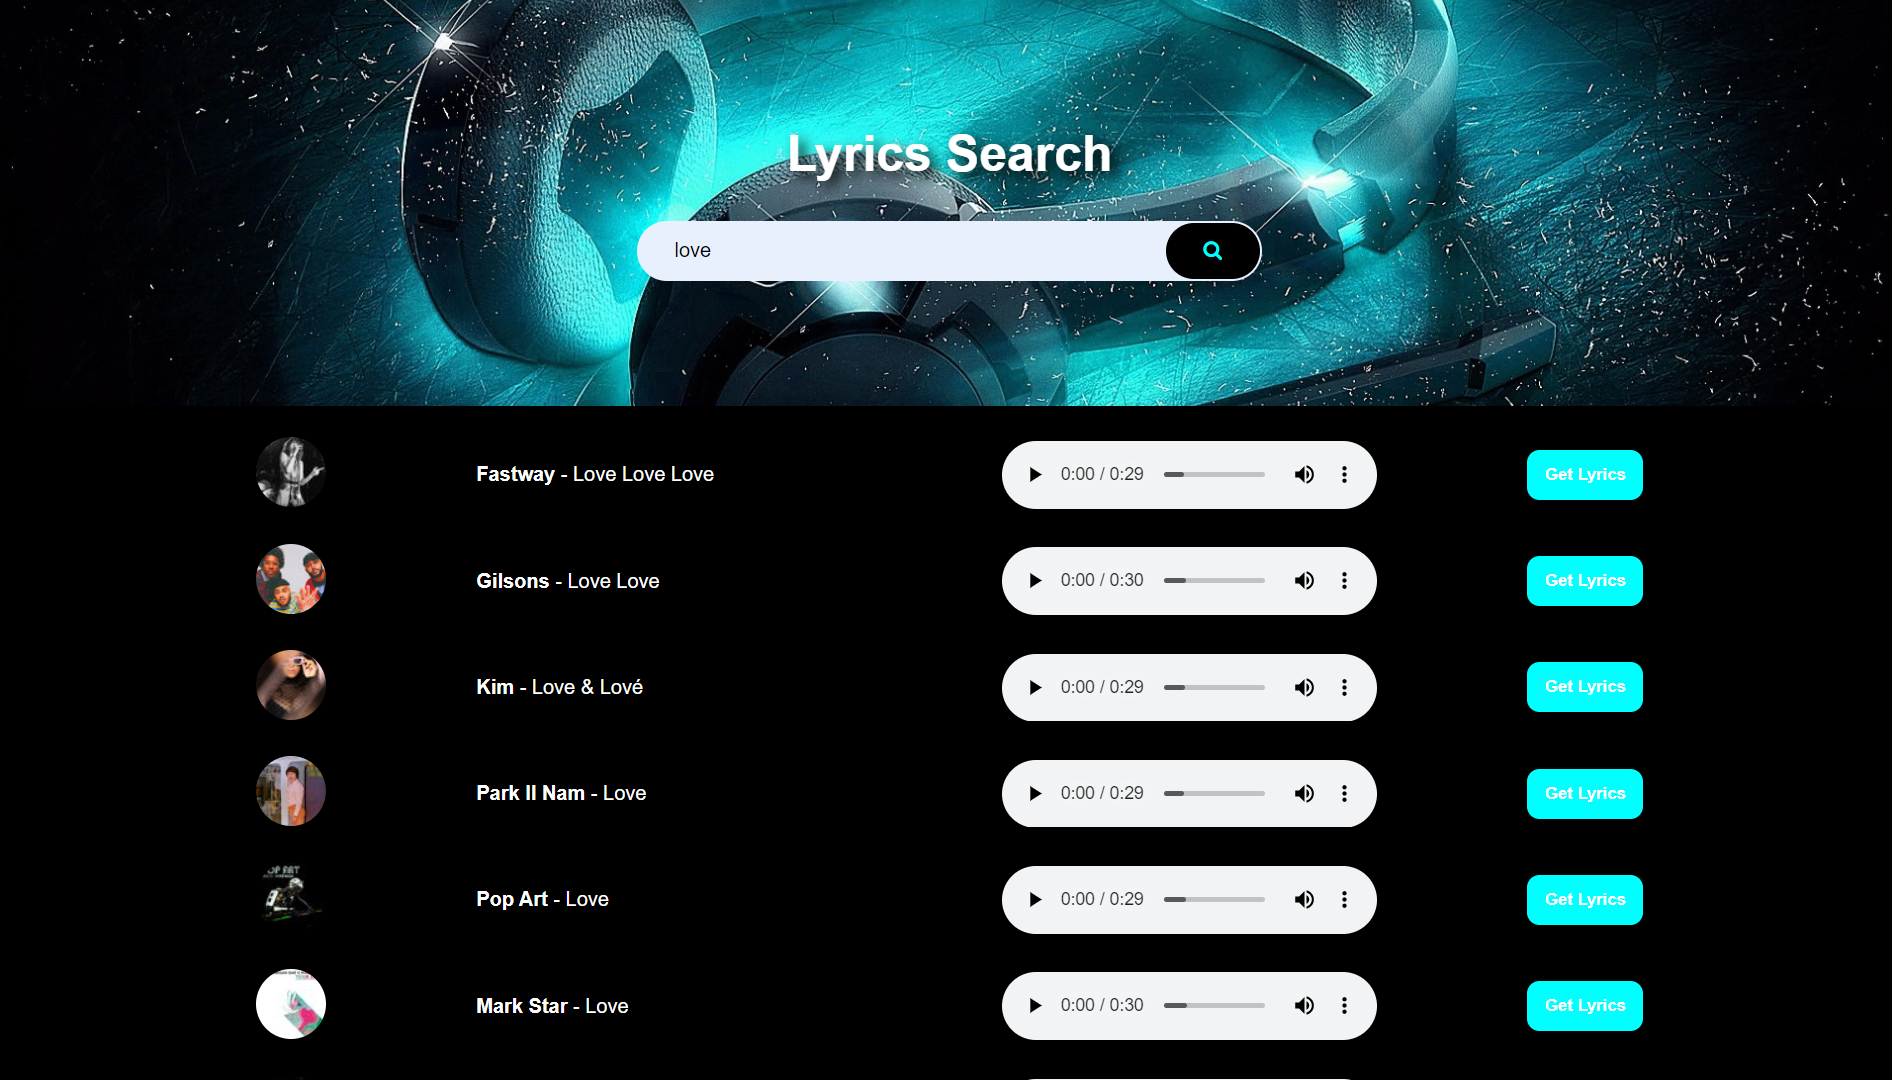 Lyrics Search
love
Fastway - Love Love Love
0:00 / 0:29
Get Lyrics
Gilsons - Love Love
0:00 / 0:30
Get Lyrics
Kim - Love & Lové
0:00 / 0:29
Get Lyrics
Park Il Nam - Love
0:00 / 0:29
Get Lyrics
Pop Art - Love
0:00 / 0:29
Get Lyrics
Mark Star - Love
0:00 / 0:30
Get Lyrics